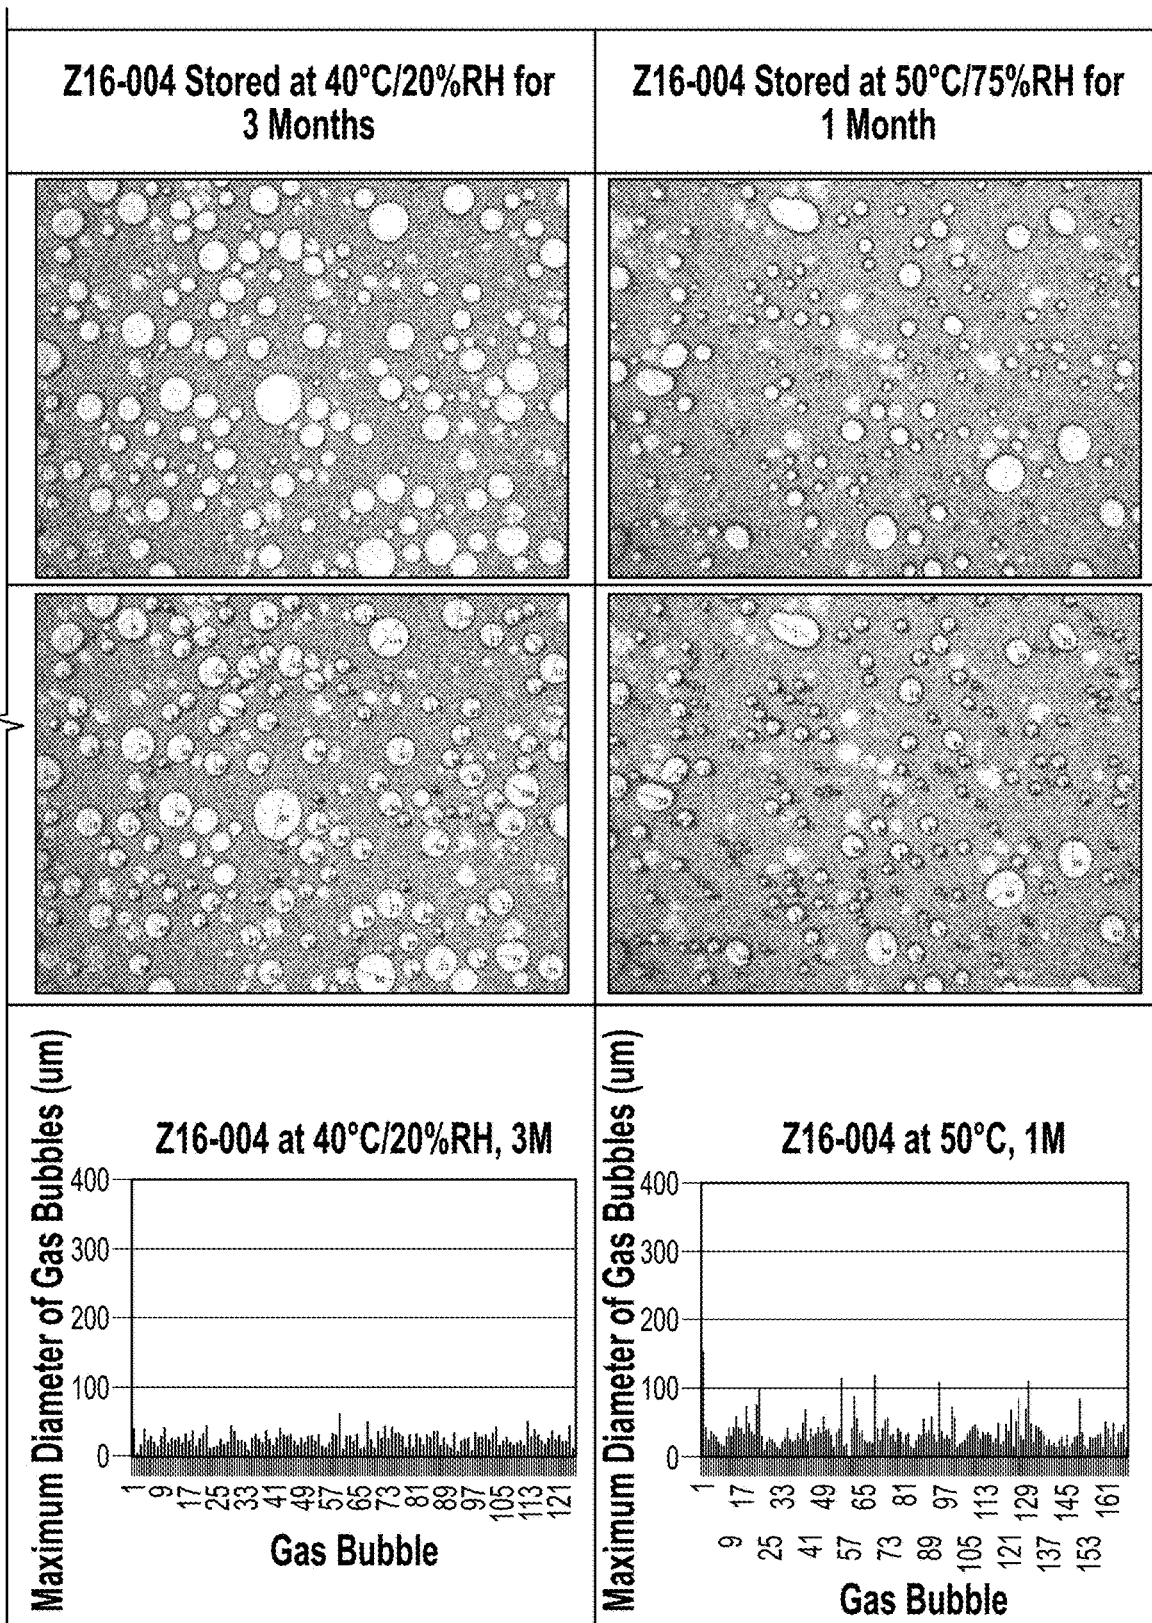 Z16-004 Stored at 40°C/20%RH for
3 Months
Z16-004 Stored at 50°C/75%RH for
1 Month
Maximum Diameter of Gas Bubbles (um)
Z16-004 at 40°C/20%RH, 3M
400
300
200
100
0
1 9 17 25 33 41 49 57 65 73 81 89 97 105 113 121
Gas Bubble
Maximum Diameter of Gas Bubbles (um)
Z16-004 at 50°C, 1M
400
300
200
100
0
1 17 33 49 65 81 97 113 129 145 161
9 25 41 57 73 89 105 121 137 153
Gas Bubble